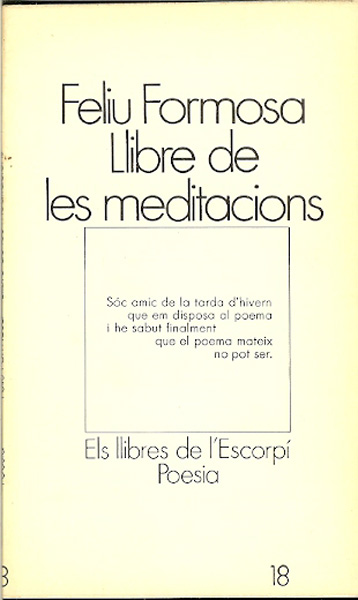 Feliu Formosa
Llibre de
les meditacions
Sóc amic de la tarda d'hivern
que em disposa al poema
i he sabut finalment
que el poema mateix
no pot ser.
Els llibres de l'Escorpí
Poesia
18